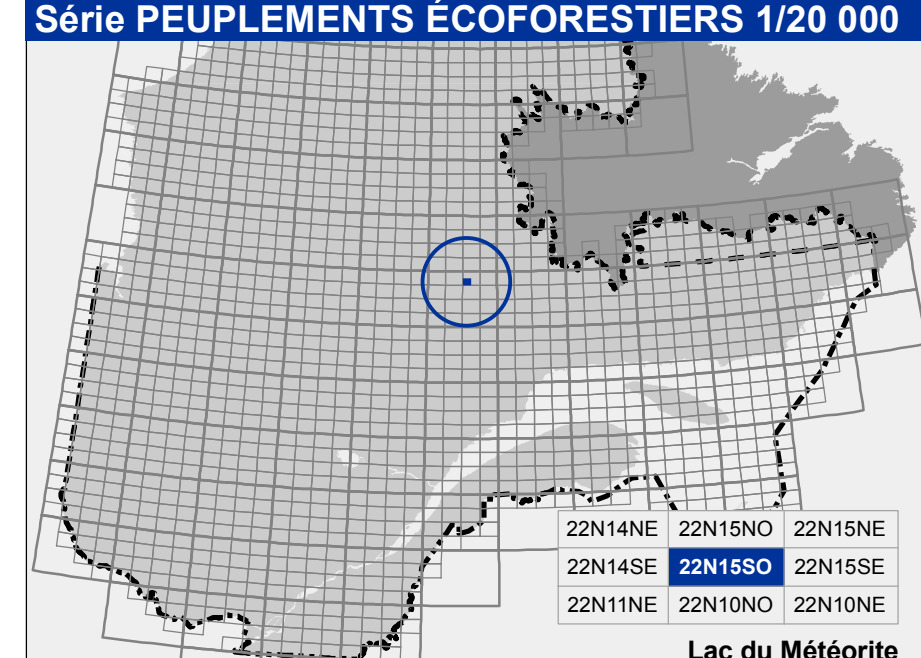 Série PEUPLEMENTS ÉCOFORESTIERS 1/20 000
22N14NE 22N15NO 22N15NE
22N14SE 22N15SO 22N15SE
22N11NE 22N10NO 22N10NE
Lac du Météorite